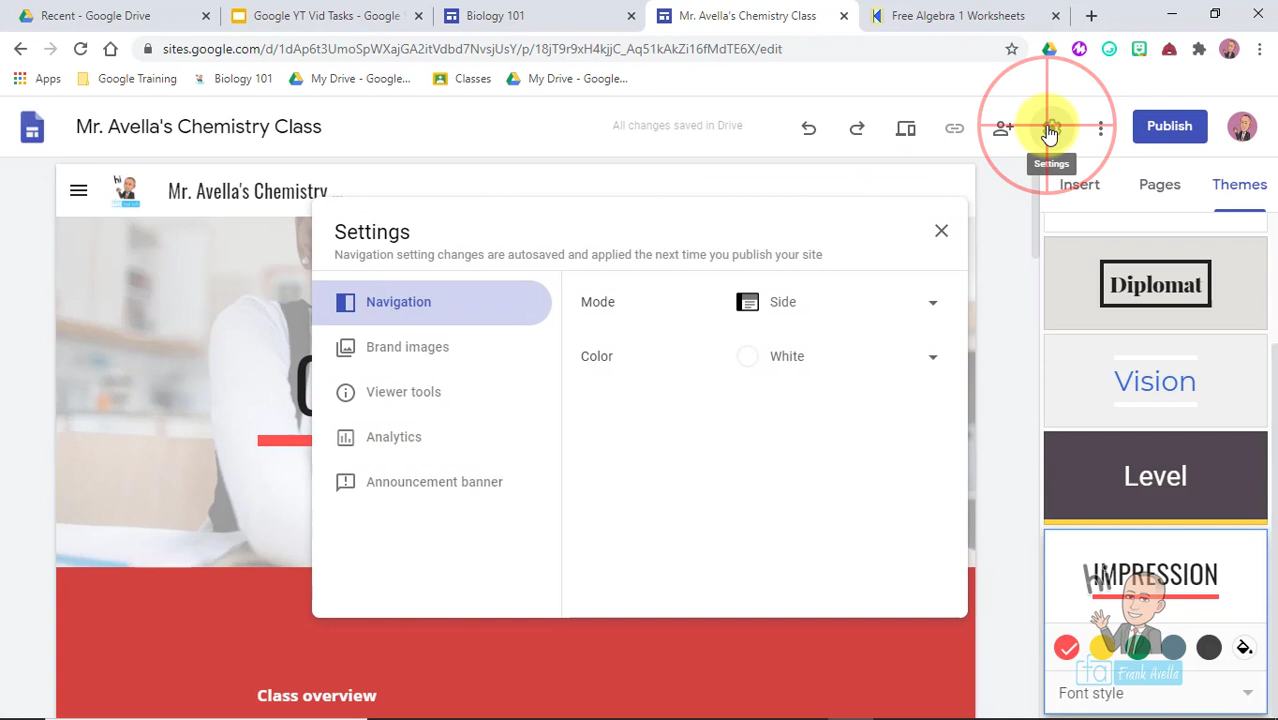 Recent - Google Drive
Google YT Vid Tasks - Google
Biology 101
Mr. Avella's Chemistry Class
Free Algebra 1 Worksheets
sites.google.com/d/1dAp6t3UmoSpWXajGA2itVdbd7NvsjUsY/p/18jT9r9xH4kjjC_Aq51kAkZi16fMdTE6X/edit
Apps
Google Training
Biology 101
My Drive - Google...
Classes
My Drive - Google...
Mr. Avella's Chemistry Class
All changes saved in Drive
Publish
Settings
Insert
Pages
Themes
hi
Mr. Avella's Chemistry ...
Settings
Navigation setting changes are autosaved and applied the next time you publish your site
Navigation
Mode
Side
Brand images
Color
White
Viewer tools
Analytics
Announcement banner
Class overview
Diplomat
Vision
Level
IMPRESSION
hi
fa
Frank Avella
Font style